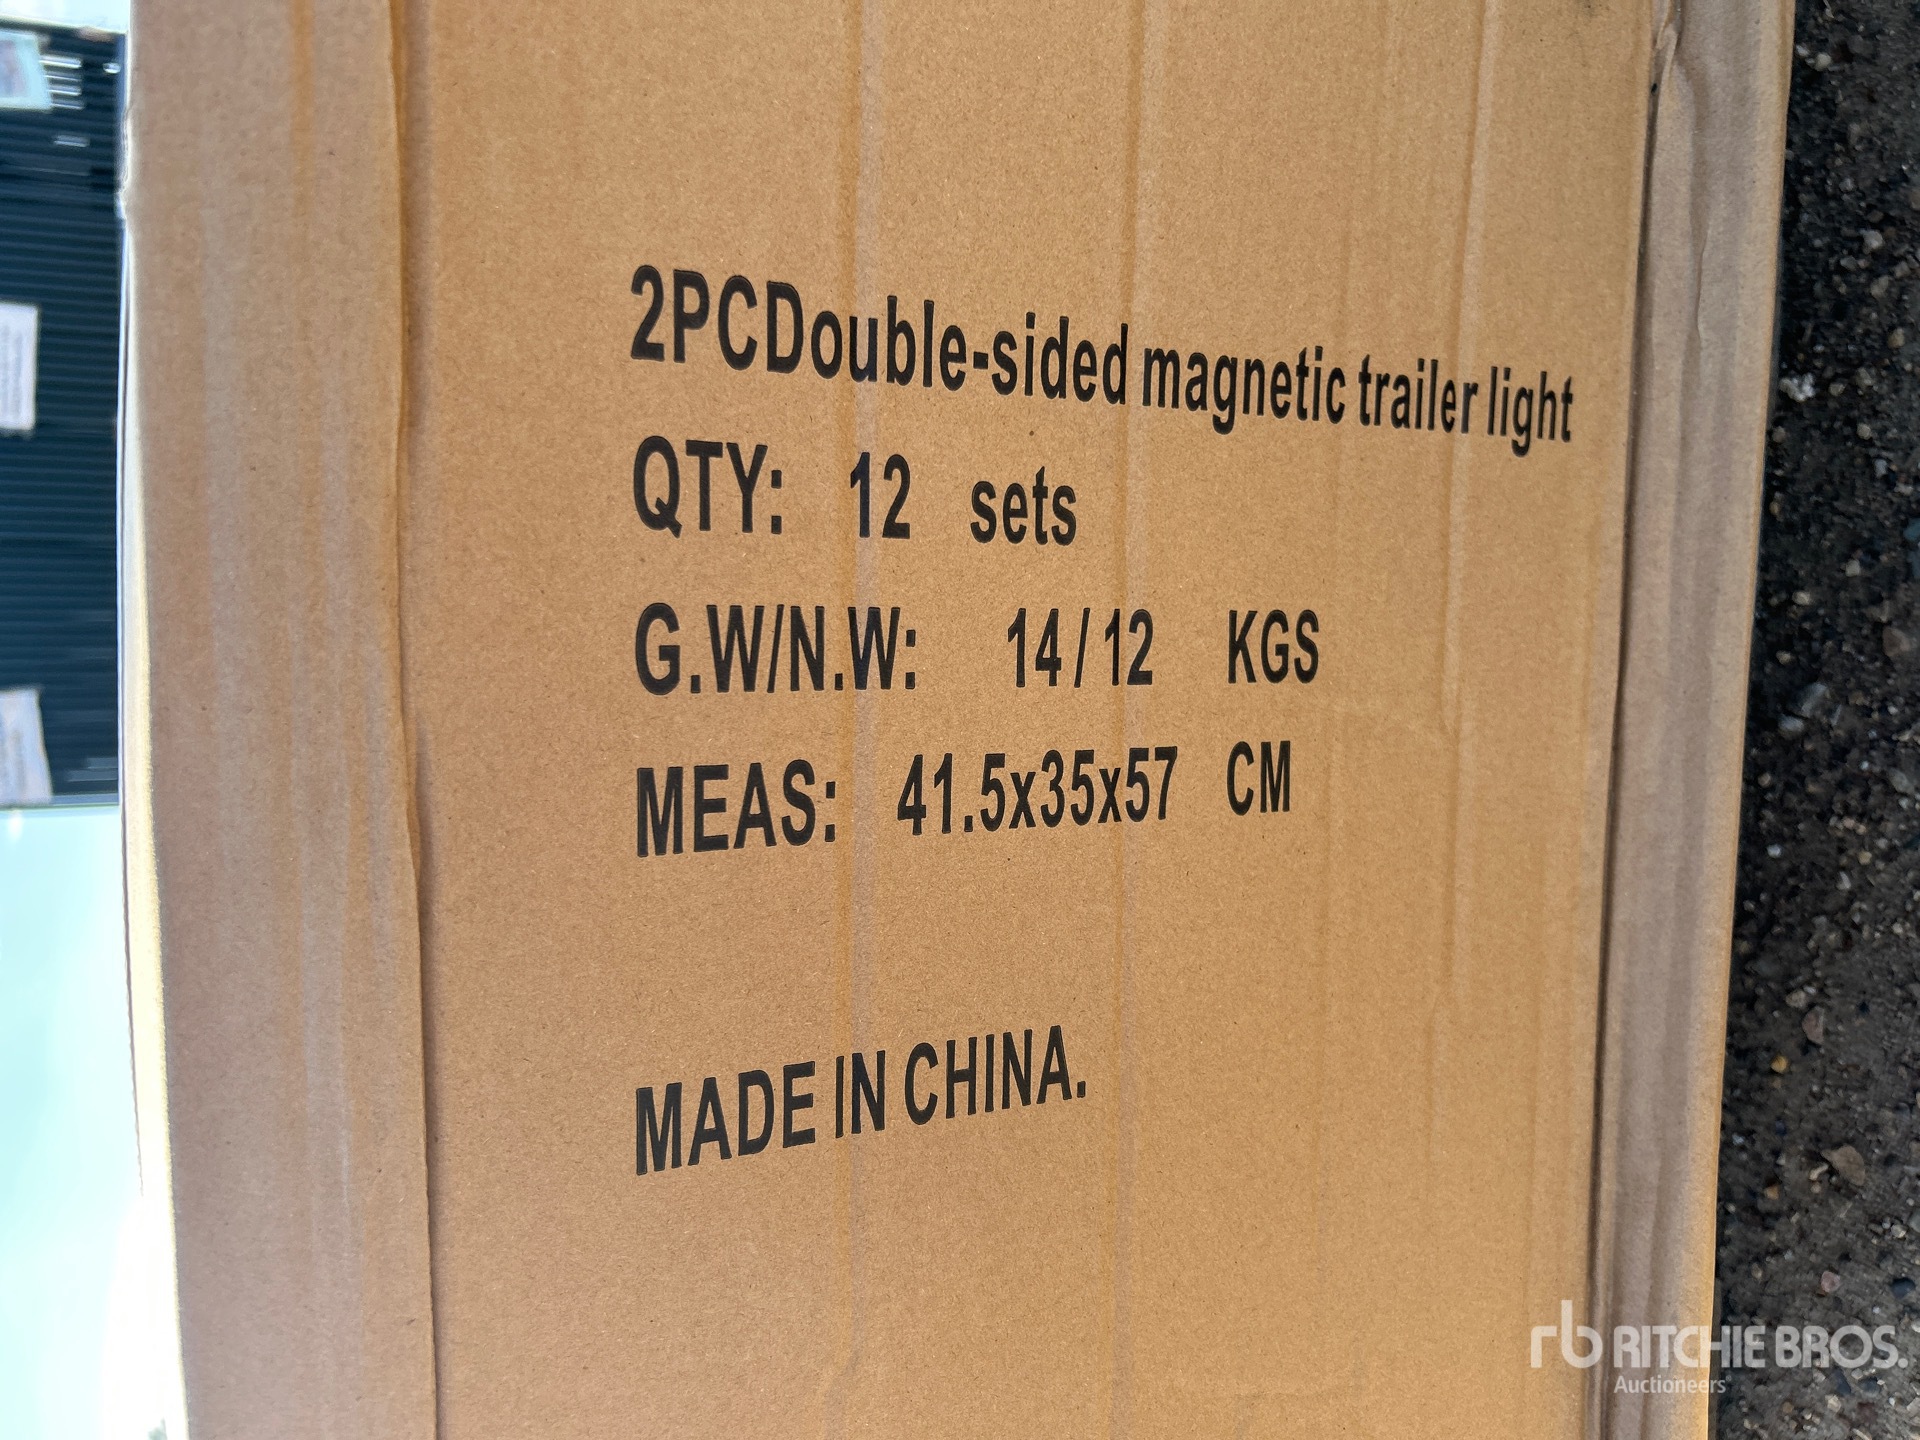 2PCDouble-sided magnetic trailer light
QTY: 12 sets
G.W/N.W: 14/12 KGS
MEAS: 41.5x35x57 CM
MADE IN CHINA.
rb RITCHIE BROS.
Auctioneers